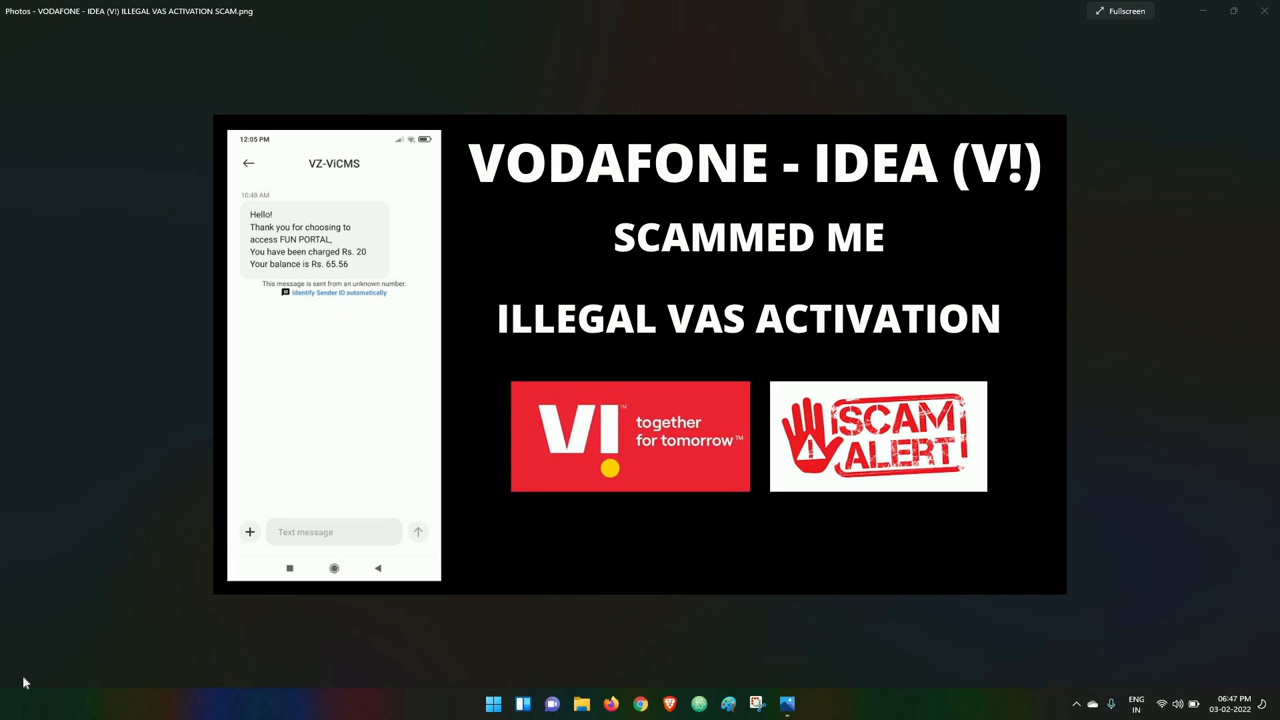 Photos - VODAFONE - IDEA (V!) ILLEGAL VAS ACTIVATION SCAM.png
Fullscreen
12:05 PM
VZ-ViCMS
10:48 AM
Hello!
Thank you for choosing to
access FUN PORTAL,
You have been charged Rs. 20
Your balance is Rs. 65.56
This message is sent from an unknown number.
Identify Sender ID automatically
Text message
VODAFONE - IDEA (V!)
SCAMMED ME
ILLEGAL VAS ACTIVATION
V!™
together
for tomorrow™
SCAM
ALERT
ENG
IN
06:47 PM
03-02-2022